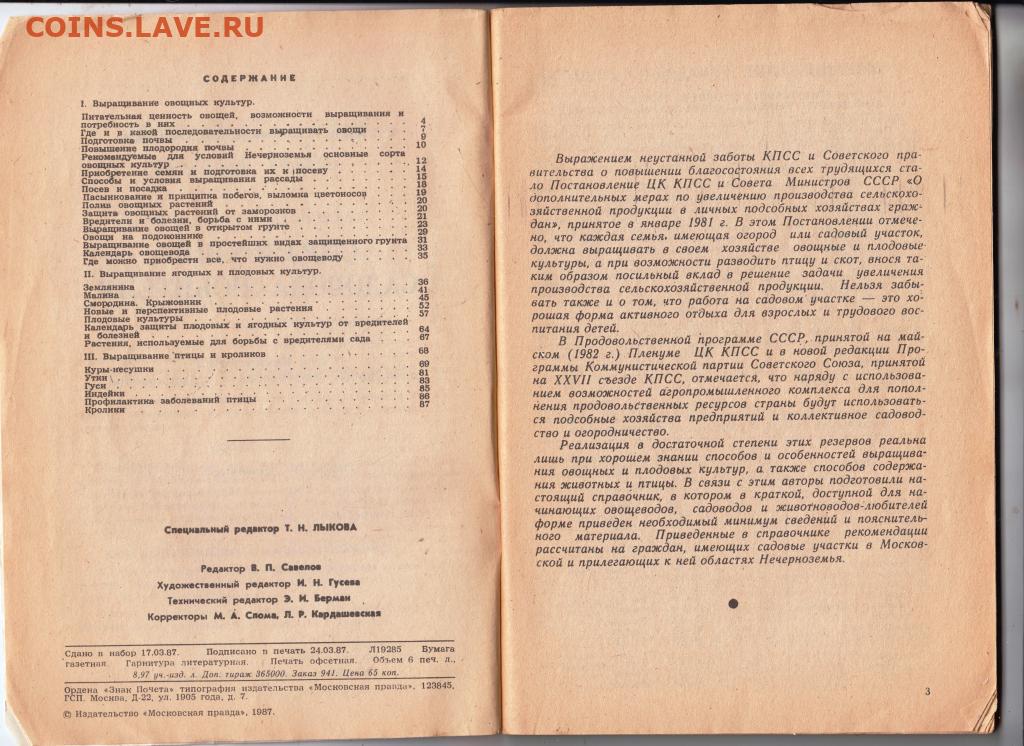 COINS.LAVE.RU
СОДЕРЖАНИЕ
I. Выращивание овощных культур.
Питательная ценность овощей, возможности выращивания и
потребность в них . . . 4
Где и в какой последовательности выращивать овощи . . . 7
Подготовка почвы . . . 9
Повышение плодородия почвы . . . 10
Рекомендуемые для условий Нечерноземья основные сорта
овощных культур . . . 12
Приобретение семян и подготовка их к посеву . . . 14
Способы и условия выращивания рассады . . . 15
Посев и посадка . . . 18
Пасынкование и прищипка побегов, выломка цветоносов . . . 19
Полив овощных растений . . . 20
Защита овощных растений от заморозков . . . 20
Вредители и болезни, борьба с ними . . . 21
Выращивание овощей в открытом грунте . . . 23
Овощи на подоконнике . . . 29
Выращивание овощей в простейших видах защищенного грунта 31
Календарь овощевода . . . 33
Где можно приобрести все, что нужно овощеводу . . . 35
II. Выращивание ягодных и плодовых культур.
Земляника . . . 36
Малина . . . 41
Смородина. Крыжовник . . . 45
Новые и перспективные плодовые растения . . . 52
Плодовые культуры . . . 57
Календарь защиты плодовых и ягодных культур от вредителей
и болезней . . . 64
Растения, используемые для борьбы с вредителями сада . . . 67
III. Выращивание птицы и кроликов . . . 68
Куры-несушки . . . 69
Утки . . . 81
Гуси . . . 83
Индейки . . . 85
Профилактика заболеваний птицы . . . 86
Кролики . . . 87
Специальный редактор Т. Н. ЛЫКОВА
Редактор В. П. Савелов
Художественный редактор И. Н. Гусева
Технический редактор Э. И. Берман
Корректоры М. А. Слома, Л. Р. Кардашевская
Сдано в набор 17.03.87. Подписано в печать 24.03.87. Л19285 Бумага
газетная. Гарнитура литературная. Печать офсетная. Объем 6 печ. л.,
8,97 уч.-изд. л. Доп. тираж 365000. Заказ 941. Цена 65 коп.
Ордена «Знак Почета» типография издательства «Московская правда», 123845,
ГСП. Москва, Д-22, ул. 1905 года, д. 7.
© Издательство «Московская правда», 1987.
Выражением неустанной заботы КПСС и Советского пра-
вительства о повышении благосостояния всех трудящихся ста-
ло Постановление ЦК КПСС и Совета Министров СССР «О
дополнительных мерах по увеличению производства сельскохо-
зяйственной продукции в личных подсобных хозяйствах граж-
дан», принятое в январе 1981 г. В этом Постановлении отмече-
но, что каждая семья, имеющая огород или садовый участок,
должна выращивать в своем хозяйстве овощные и плодовые
культуры, а при возможности разводить птицу и скот, внося та-
ким образом посильный вклад в решение задачи увеличения
производства сельскохозяйственной продукции. Нельзя забы-
вать также и о том, что работа на садовом участке — это хо-
рошая форма активного отдыха для взрослых и трудового вос-
питания детей.
В Продовольственной программе СССР, принятой на май-
ском (1982 г.) Пленуме ЦК КПСС и в новой редакции Про-
граммы Коммунистической партии Советского Союза, принятой
на XXVII съезде КПСС, отмечается, что наряду с использова-
нием возможностей агропромышленного комплекса для попол-
нения продовольственных ресурсов страны будут использовать-
ся подсобные хозяйства предприятий и коллективное садовод-
ство и огородничество.
Реализация в достаточной степени этих резервов реальна
лишь при хорошем знании способов и особенностей выращива-
ния овощных и плодовых культур, а также способов содержа-
ния животных и птицы. В связи с этим авторы подготовили на-
стоящий справочник, в котором в краткой, доступной для на-
чинающих овощеводов, садоводов и животноводов-любителей
форме приведен необходимый минимум сведений и пояснитель-
ного материала. Приведенные в справочнике рекомендации
рассчитаны на граждан, имеющих садовые участки в Москов-
ской и прилегающих к ней областях Нечерноземья.
3